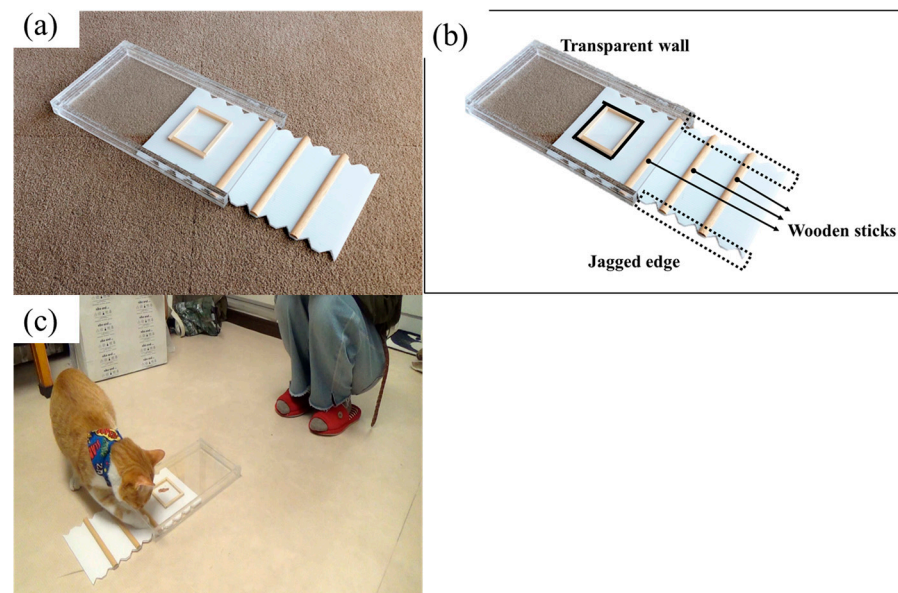 (a)
(b)
Transparent wall
Wooden sticks
Jagged edge
(c)